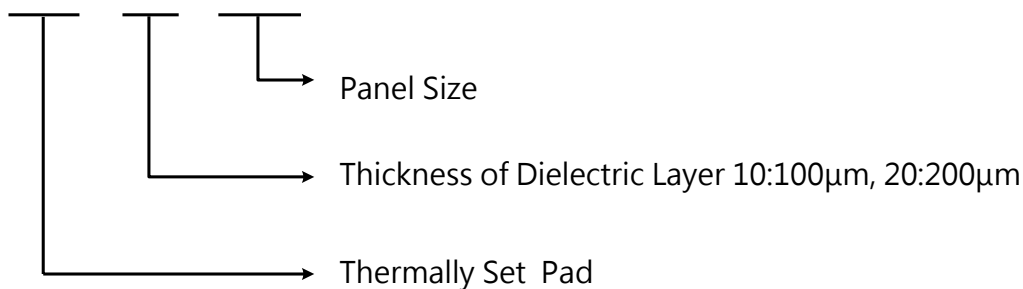 Panel Size
Thickness of Dielectric Layer 10:100μm, 20:200μm
Thermally Set Pad